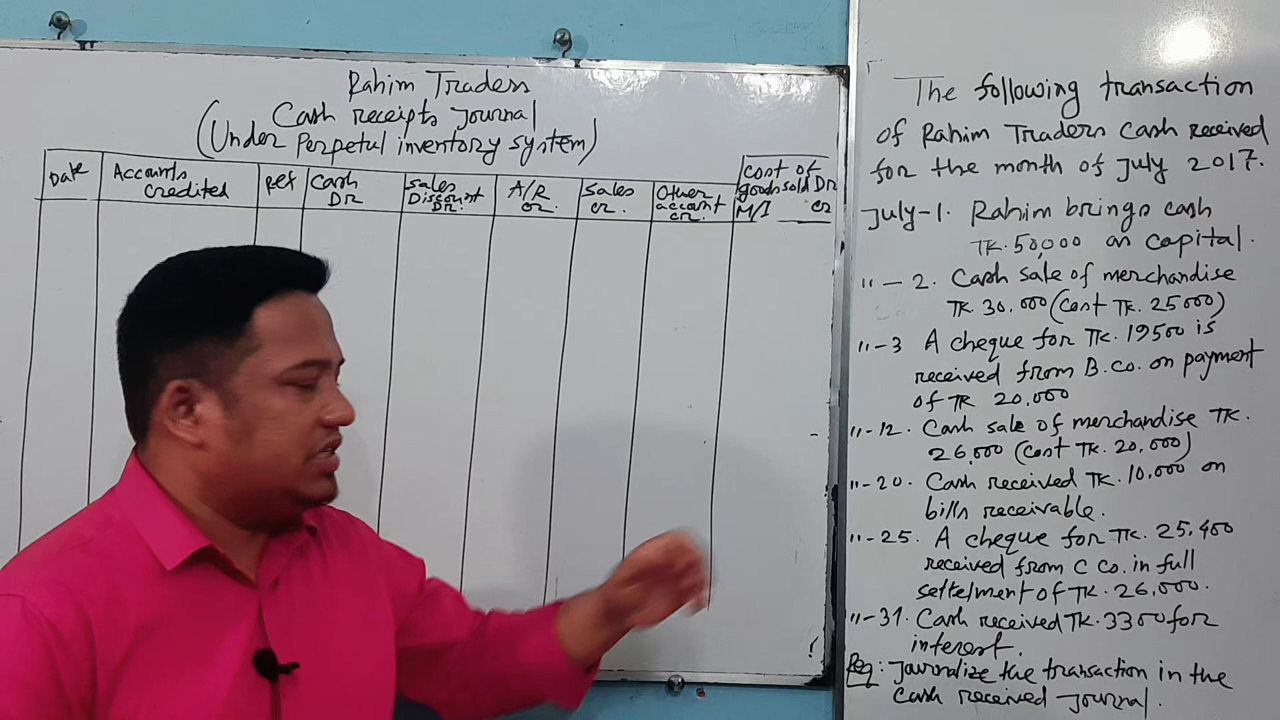 Rahim Traders
Cash receipts Journal
(Under Perpetul inventory system)
Date
Accounts
credited
Ref
Cash
DR
Sales
Discount
DR.
A/R
cr.
Sales
cr.
Other
account
cr.
Cost of
goods sold DR
M/I cr
The following transaction
of Rahim Traders cash received
for the month of July 2017.
July-1. Rahim brings cash
TK. 50,000 as capital.
"-2. Cash sale of merchandise
TK. 30,000 (Cost TK. 25000)
"-3 A cheque for TK. 19500 is
received from B. Co. on payment
of TK 20,000
"-12. Cash sale of merchandise TK.
26,000 (Cost TK. 20,000)
"-20. Cash received TK. 10,000 on
bills receivable.
"-25. A cheque for TK. 25,400
received from C Co. in full
settelment of TK. 26,000.
"-31. Cash received TK. 3300 for
interest.
Req: Journalize the transaction in the
cash received Journal.